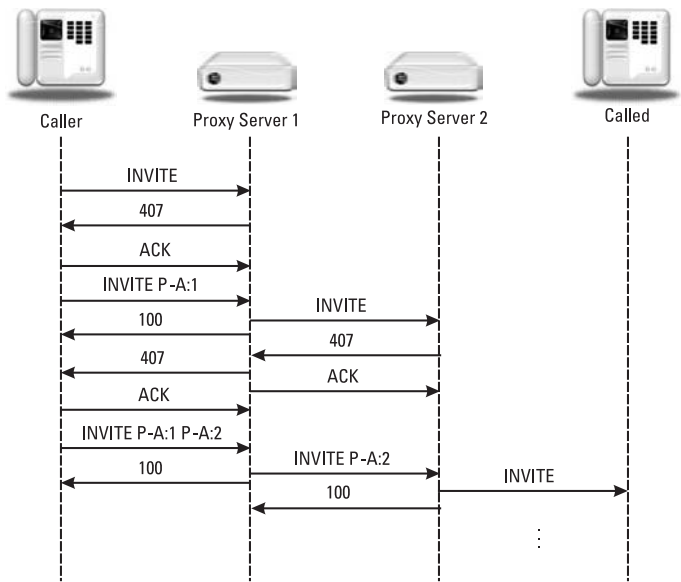 Caller
Proxy Server 1
Proxy Server 2
Called
INVITE
407
ACK
INVITE P-A:1
INVITE
100
407
407
ACK
ACK
INVITE P-A:1 P-A:2
INVITE P-A:2
100
INVITE
100